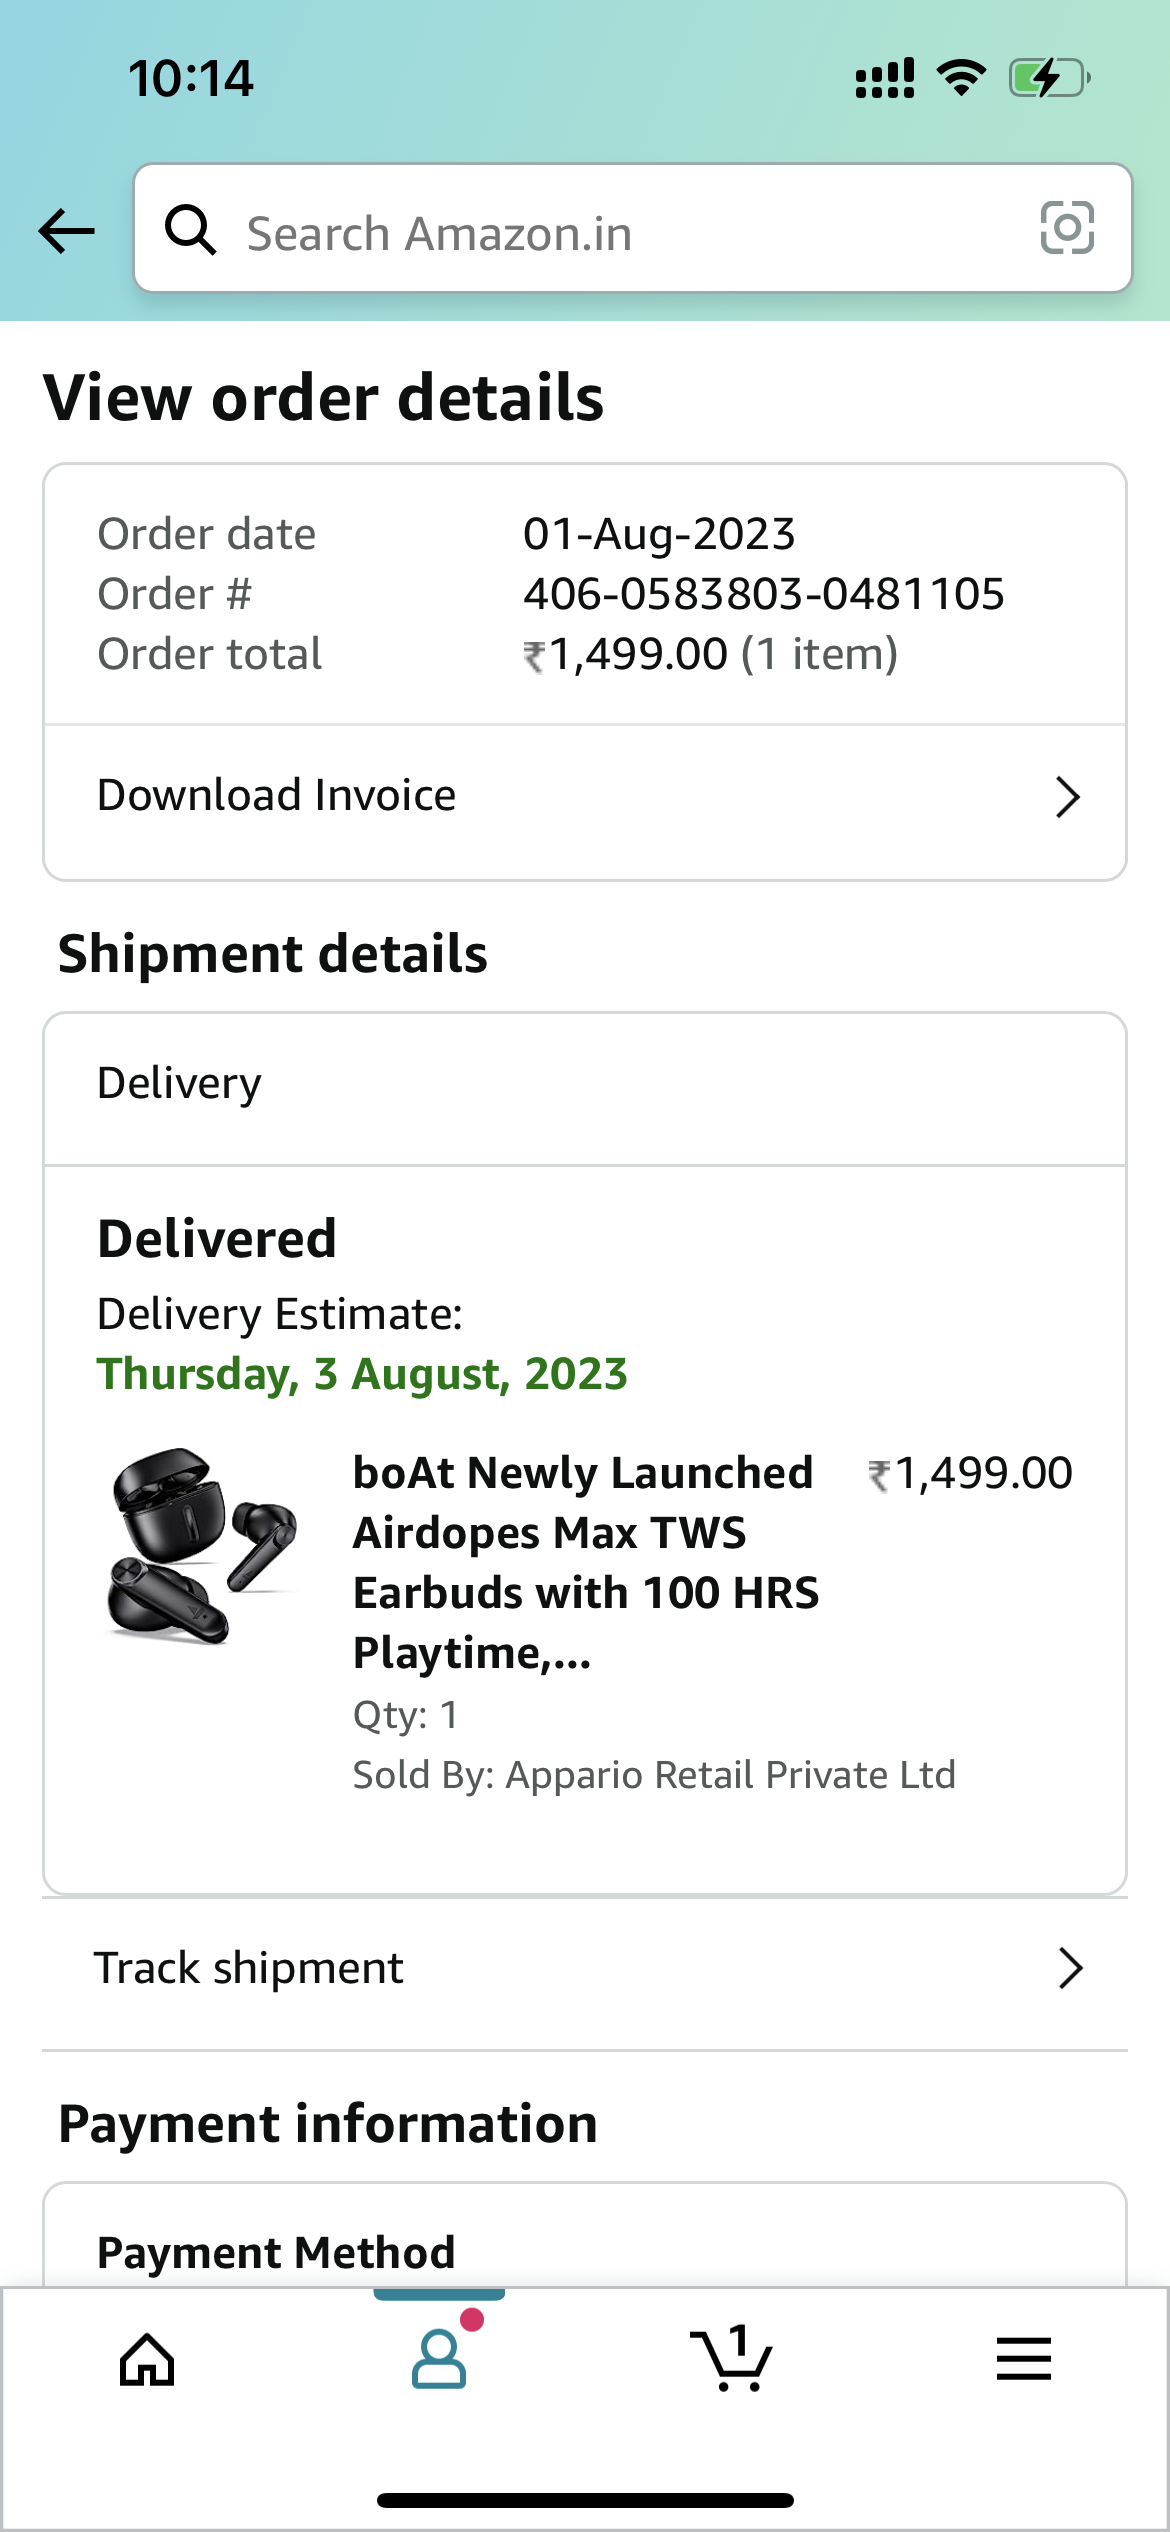 10:14
Search Amazon.in
View order details
Order date 01-Aug-2023
Order # 406-0583803-0481105
Order total ₹1,499.00 (1 item)
Download Invoice
Shipment details
Delivery
Delivered
Delivery Estimate:
Thursday, 3 August, 2023
boAt Newly Launched ₹1,499.00
Airdopes Max TWS
Earbuds with 100 HRS
Playtime,...
Qty: 1
Sold By: Appario Retail Private Ltd
Track shipment
Payment information
Payment Method
1